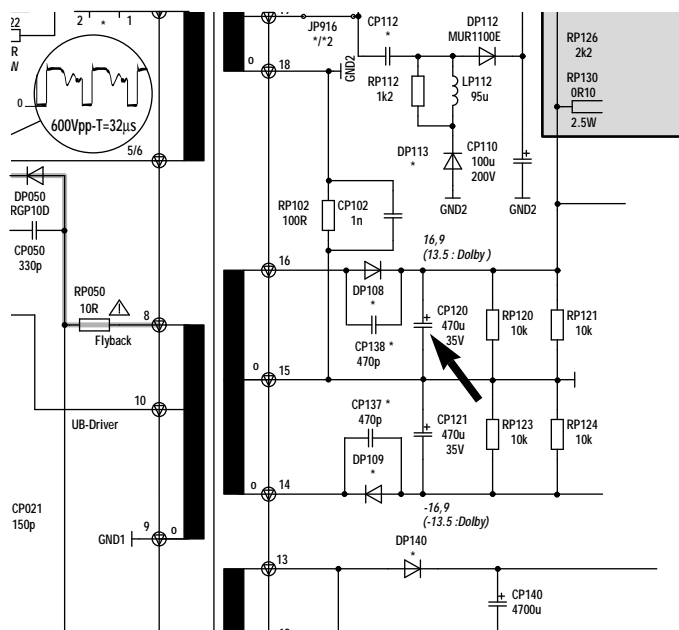 22
R
W
2 * 1
0
600Vpp-T=32µs
5/6
DP050
RGP10D
CP050
330p
RP050
10R
8
Flyback
10
UB-Driver
CP021
150p
9
GND1
o
JP916
*/*2
o
18
GND2
CP112
*
DP112
MUR1100E
RP112
1k2
LP112
95u
DP113
*
CP110
100u
200V
+
GND2
GND2
RP126
2k2
RP130
0R10
2.5W
RP102
100R
CP102
1n
16
16,9
(13.5 : Dolby )
DP108
*
CP138 *
470p
CP120
470u
35V
+
RP120
10k
RP121
10k
o
15
CP137 *
470p
DP109
*
CP121
470u
35V
+
RP123
10k
RP124
10k
o
14
-16,9
(-13.5 :Dolby)
13
DP140
*
+
CP140
4700u